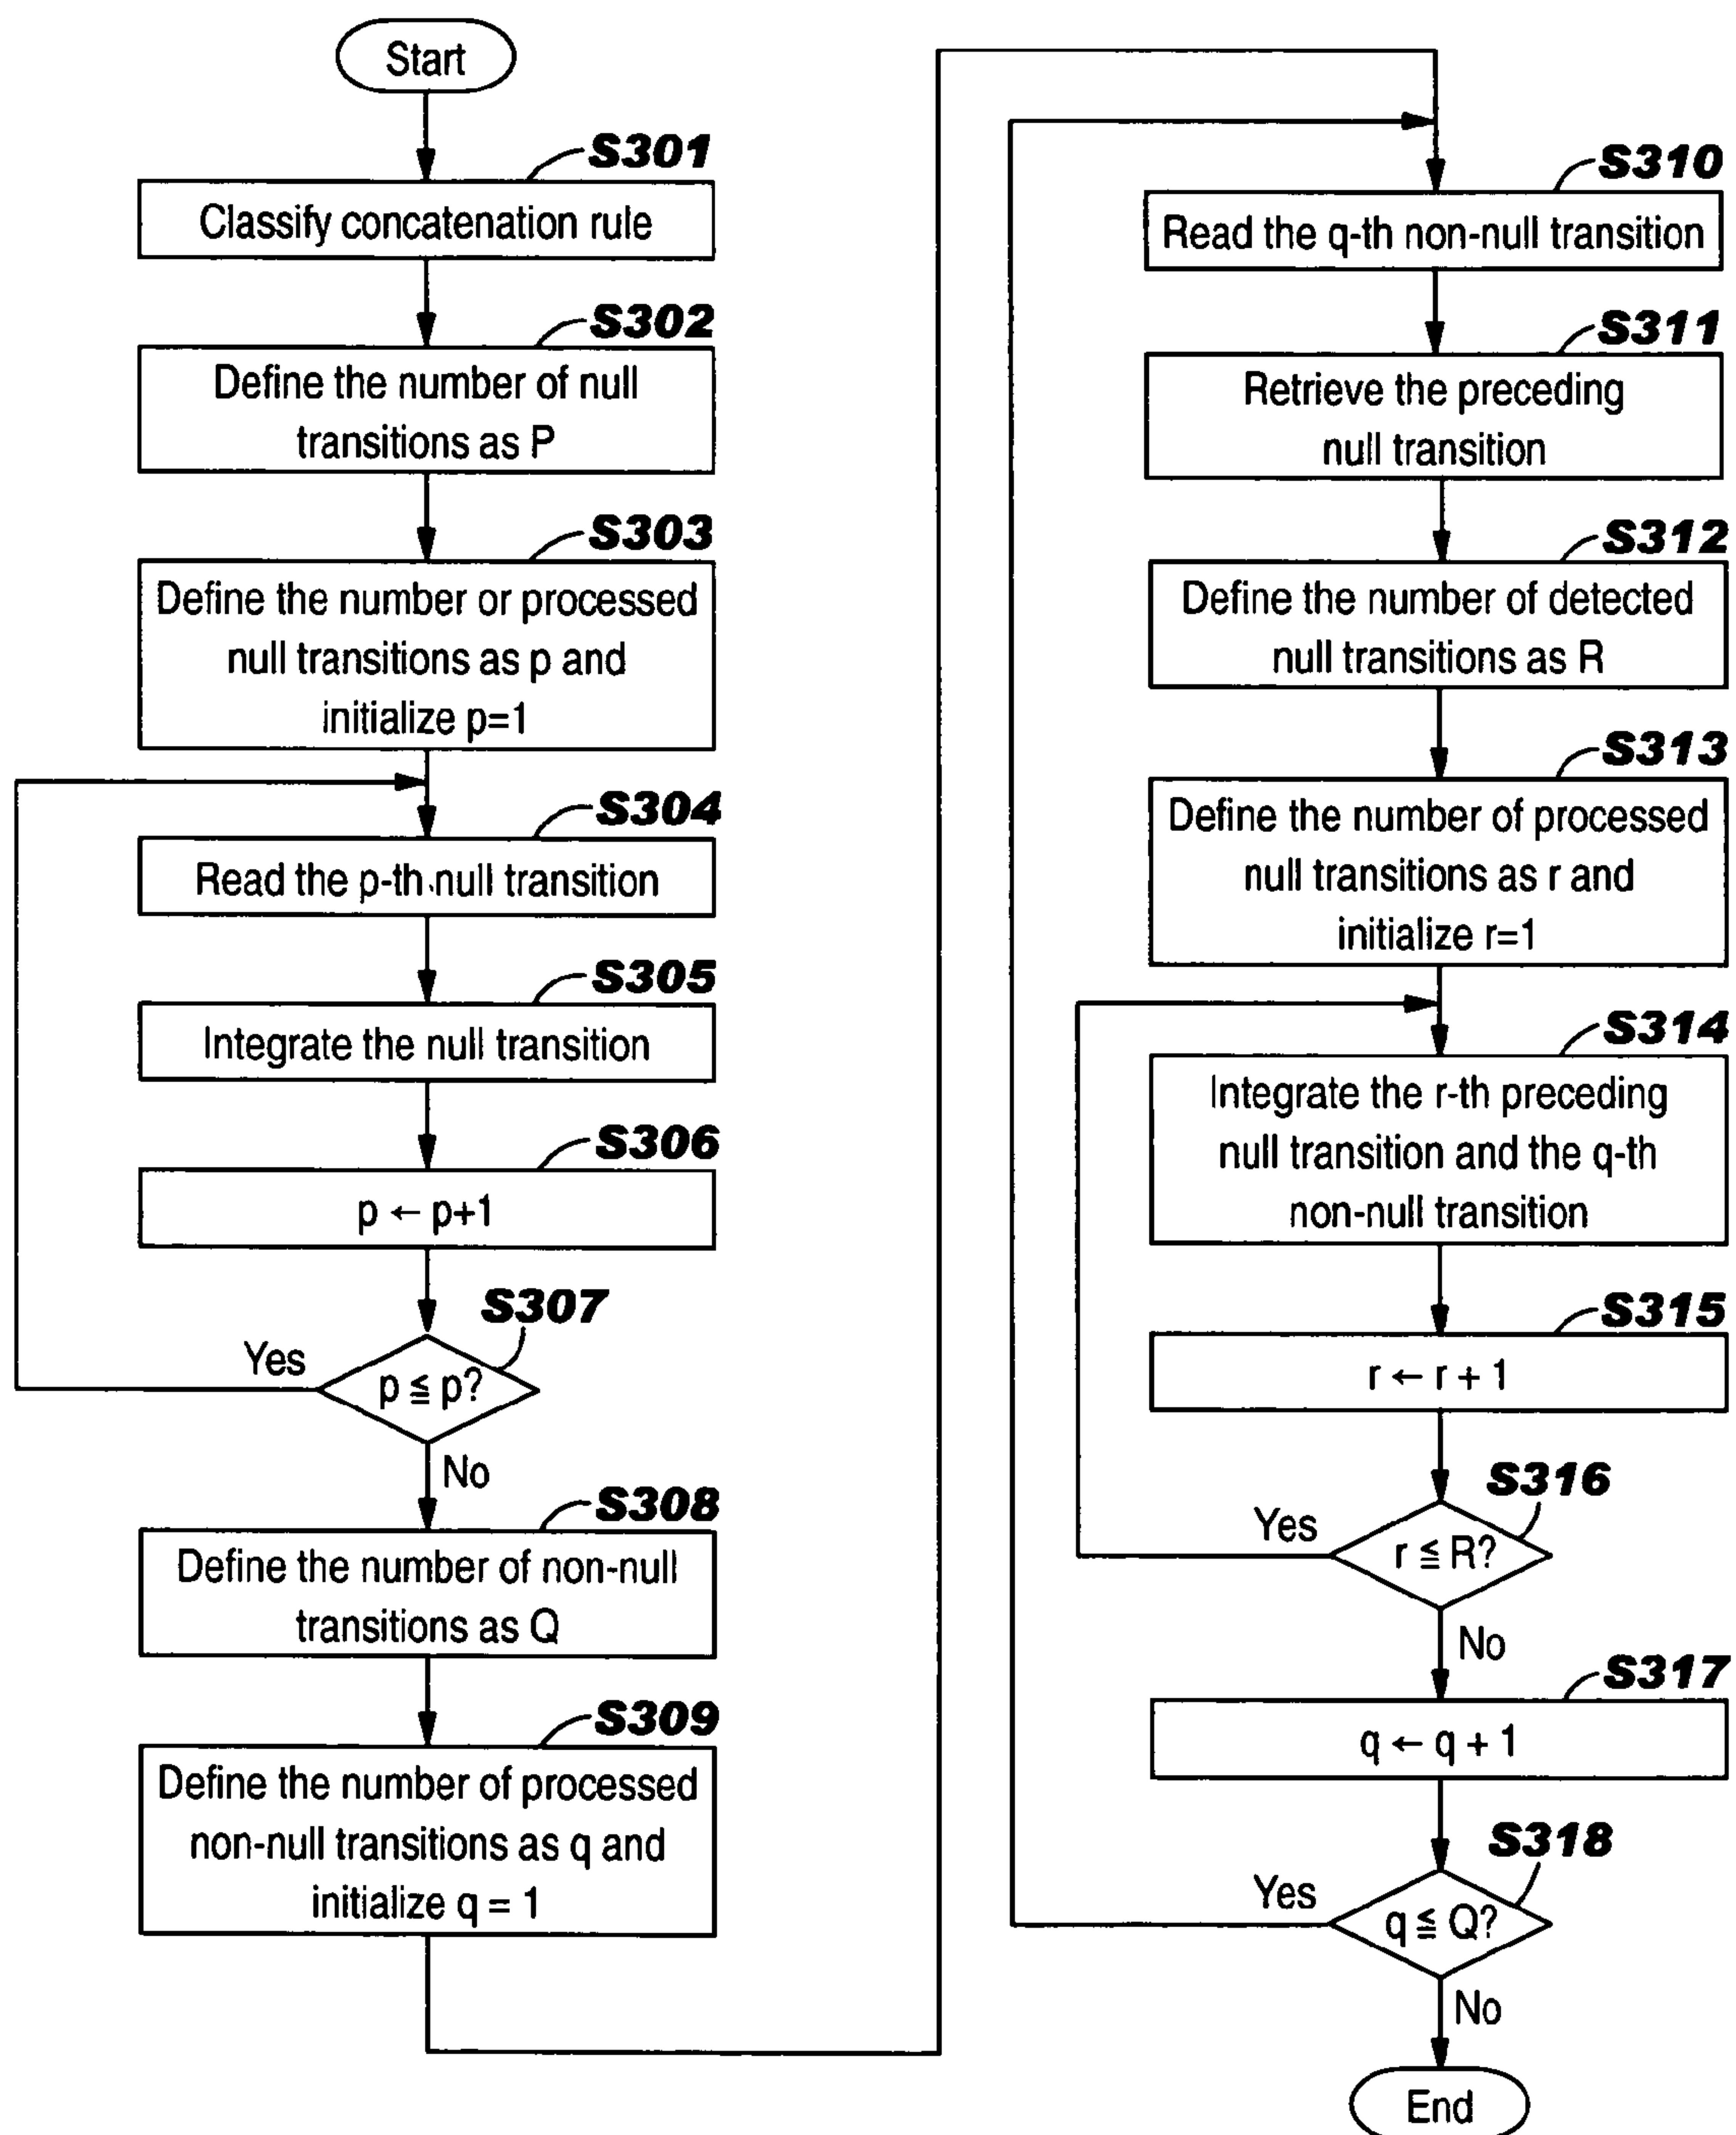 Start
S301
Classify concatenation rule
S302
Define the number of null
transitions as P
S303
Define the number or processed
null transitions as p and
initialize p=1
S304
Read the p-th null transition
S305
Integrate the null transition
S306
p ← p+1
S307
Yes
p ≦ p?
No
S308
Define the number of non-null
transitions as Q
S309
Define the number of processed
non-null transitions as q and
initialize q = 1
S310
Read the q-th non-null transition
S311
Retrieve the preceding
null transition
S312
Define the number of detected
null transitions as R
S313
Define the number of processed
null transitions as r and
initialize r=1
S314
Integrate the r-th preceding
null transition and the q-th
non-null transition
S315
r ← r + 1
S316
Yes
r ≦ R?
No
S317
q ← q + 1
S318
Yes
q ≦ Q?
No
End